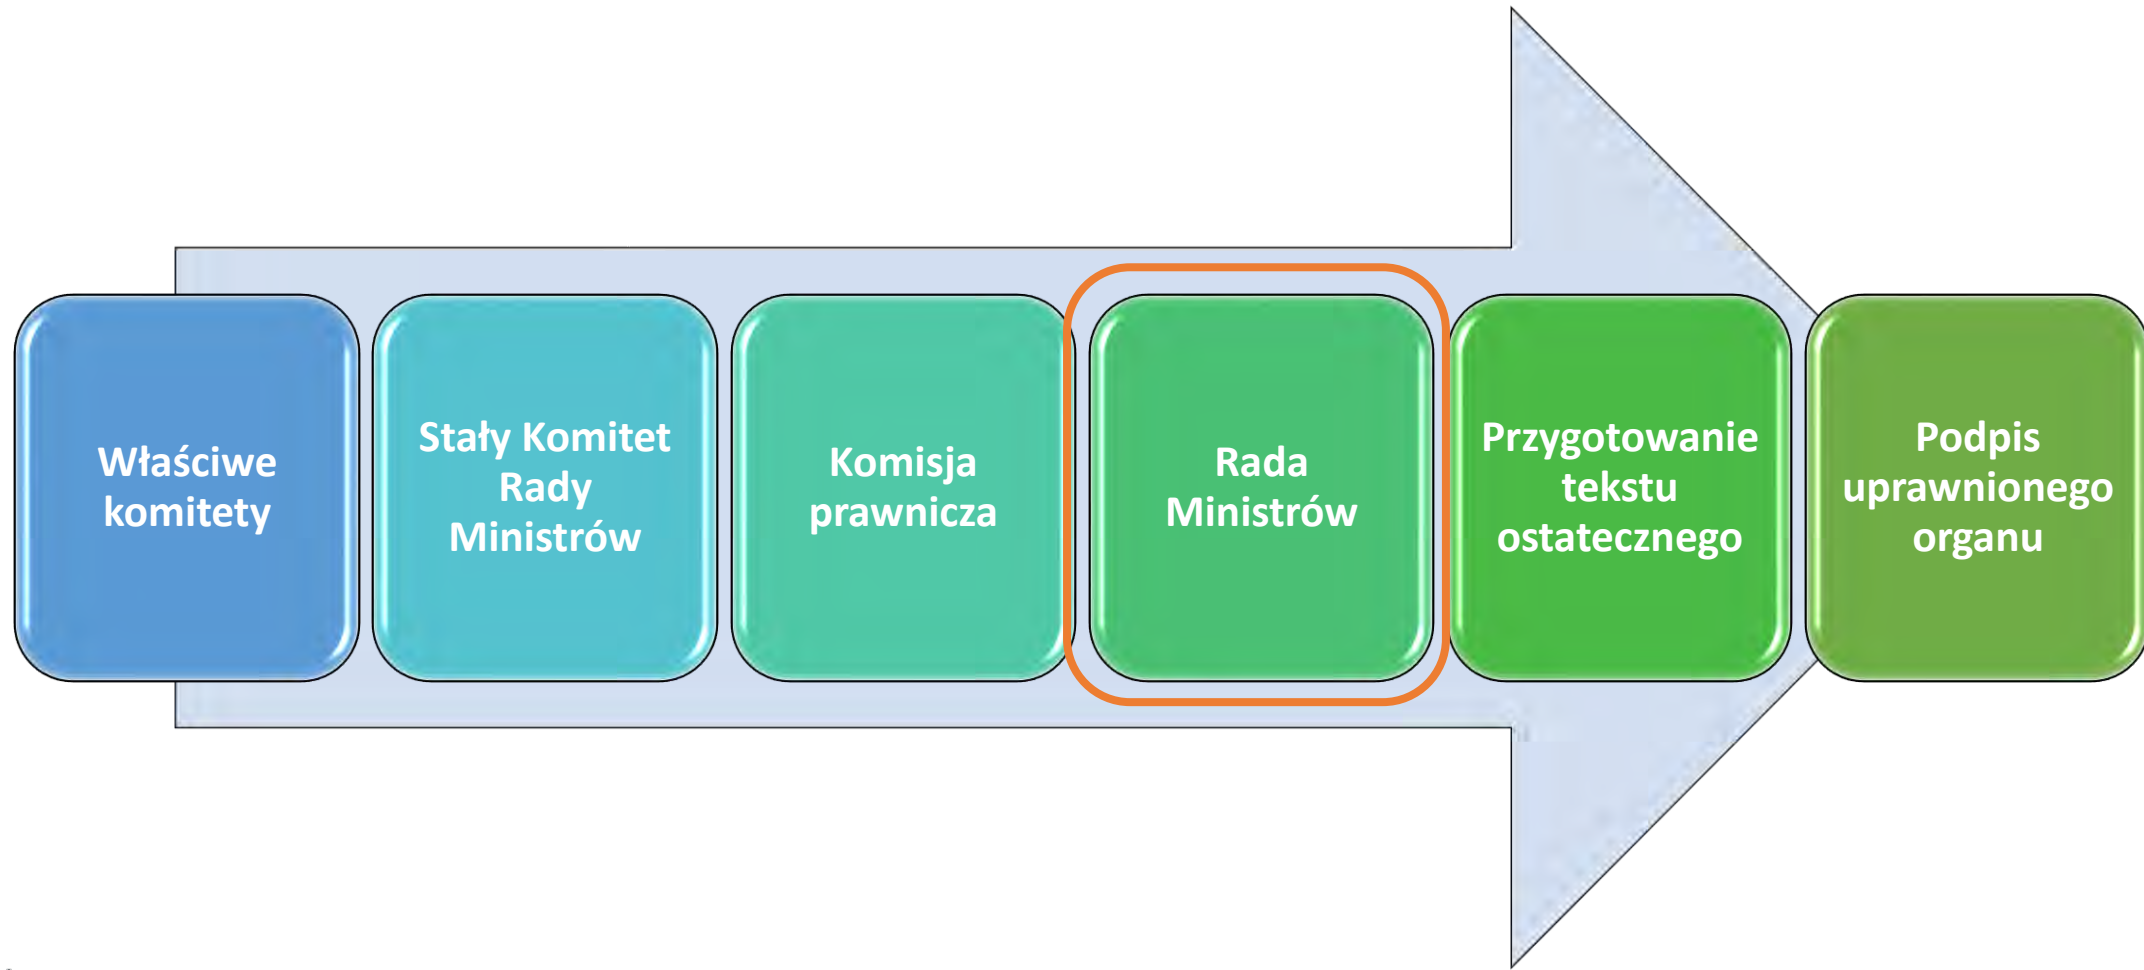 Właściwe
komitety
Stały Komitet
Rady
Ministrów
Komisja
prawnicza
Rada
Ministrów
Przygotowanie
tekstu
ostatecznego
Podpis
uprawnionego
organu